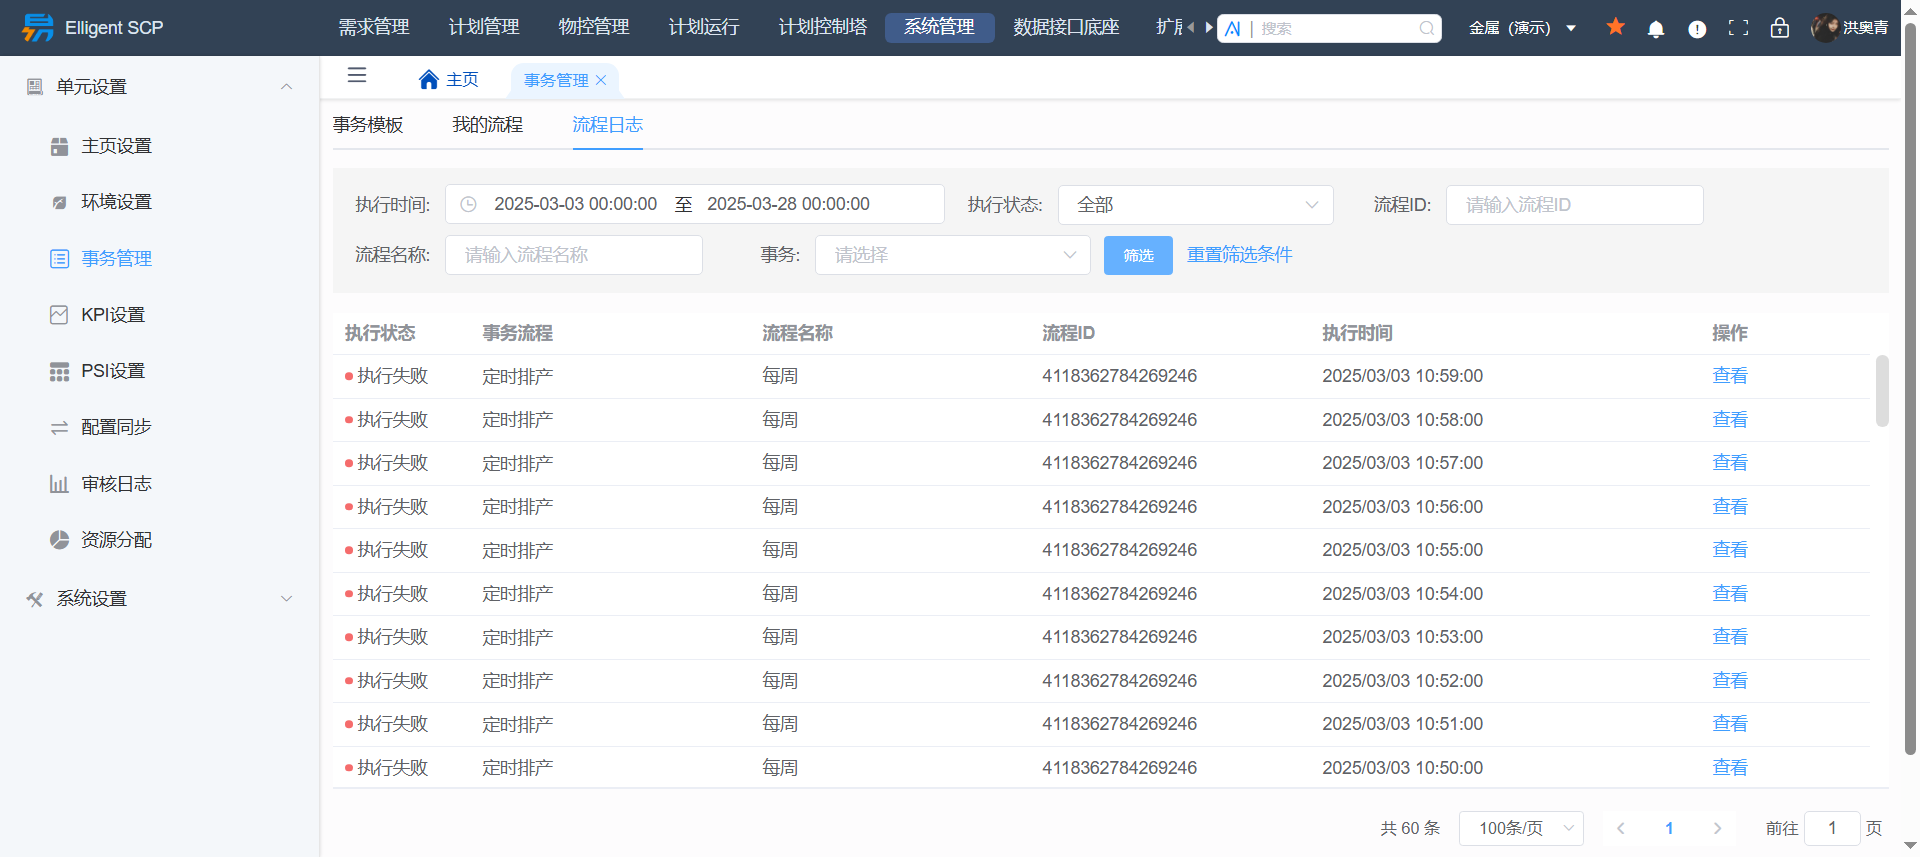 Elligent SCP
需求管理 计划管理 物控管理 计划运行 计划控制塔 系统管理 数据接口底座
AI | 搜索
金属（演示）
洪奥青
单元设置
主页设置
环境设置
事务管理
KPI设置
PSI设置
配置同步
审核日志
资源分配
系统设置
主页 事务管理
事务模板 我的流程 流程日志
执行时间: 2025-03-03 00:00:00 至 2025-03-28 00:00:00 执行状态: 全部 流程ID: 请输入流程ID
流程名称: 请输入流程名称 事务: 请选择 筛选 重置筛选条件
执行状态 事务流程 流程名称 流程ID 执行时间 操作
执行失败 定时排产 每周 4118362784269246 2025/03/03 10:59:00 查看
执行失败 定时排产 每周 4118362784269246 2025/03/03 10:58:00 查看
执行失败 定时排产 每周 4118362784269246 2025/03/03 10:57:00 查看
执行失败 定时排产 每周 4118362784269246 2025/03/03 10:56:00 查看
执行失败 定时排产 每周 4118362784269246 2025/03/03 10:55:00 查看
执行失败 定时排产 每周 4118362784269246 2025/03/03 10:54:00 查看
执行失败 定时排产 每周 4118362784269246 2025/03/03 10:53:00 查看
执行失败 定时排产 每周 4118362784269246 2025/03/03 10:52:00 查看
执行失败 定时排产 每周 4118362784269246 2025/03/03 10:51:00 查看
执行失败 定时排产 每周 4118362784269246 2025/03/03 10:50:00 查看
共 60 条 100条/页 1 前往 1 页